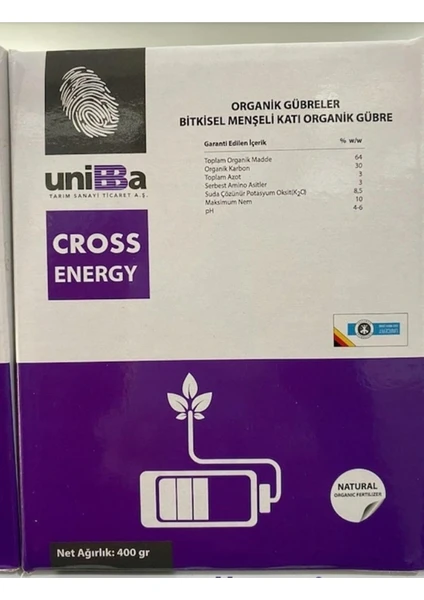 ORGANİK GÜBRELER
BİTKİSEL MENŞELİ KATI ORGANİK GÜBRE
Garanti Edilen İçerik % w/w
Toplam Organik Madde 64
Organik Karbon 30
Toplam Azot 3
Serbest Amino Asitler 3
Suda Çözünür Potasyum Oksit(K₂O) 8,5
Maksimum Nem 10
pH 4-6
uniBBa
TARIM SANAYİ TİCARET A.Ş.
CROSS
ENERGY
NATURAL
ORGANIC FERTILIZER
Net Ağırlık: 400 gr